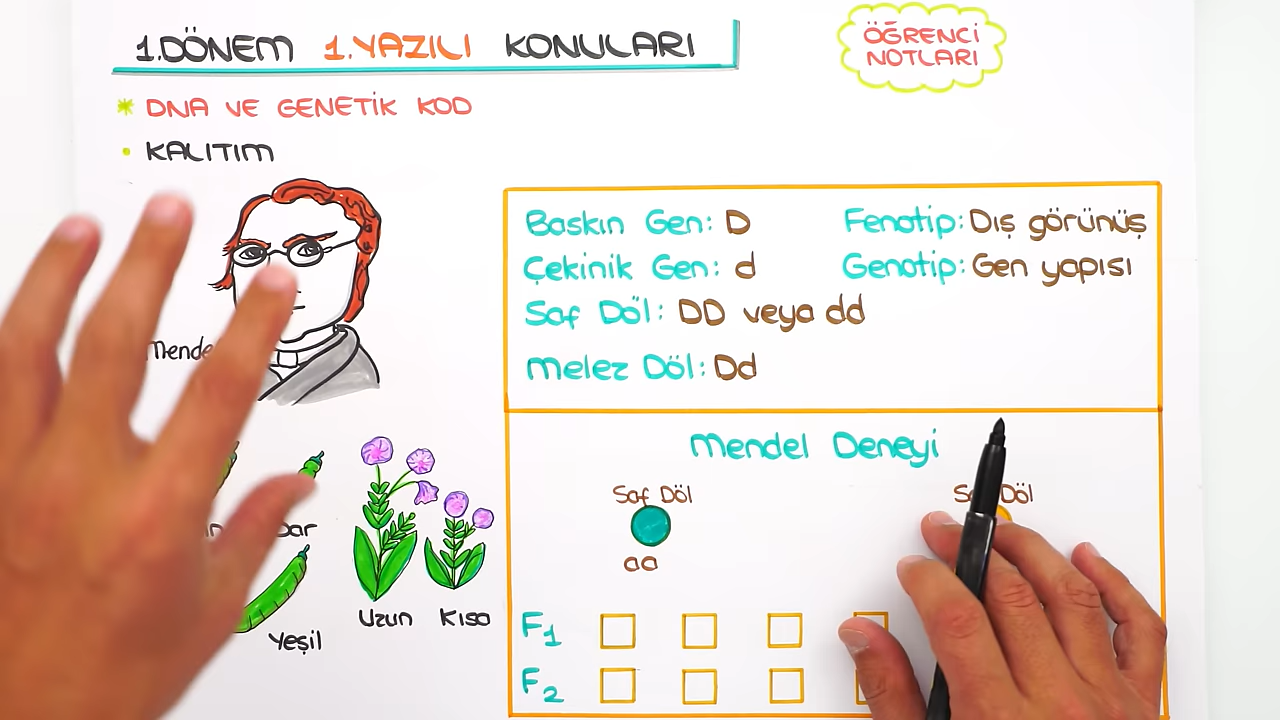 1.DÖNEM 1.YAZILI KONULARI
ÖĞRENCİ
NOTLARI
* DNA VE GENETİK KOD
• KALITIM
Baskın Gen: D
Fenotip: Dış görünüş
Çekinik Gen: d
Genotip: Gen yapısı
Saf Döl: DD veya dd
Melez Döl: Dd
Mendel Deneyi
Saf Döl
Döl
aa
Uzun Kısa
Yeşil
F1
F2